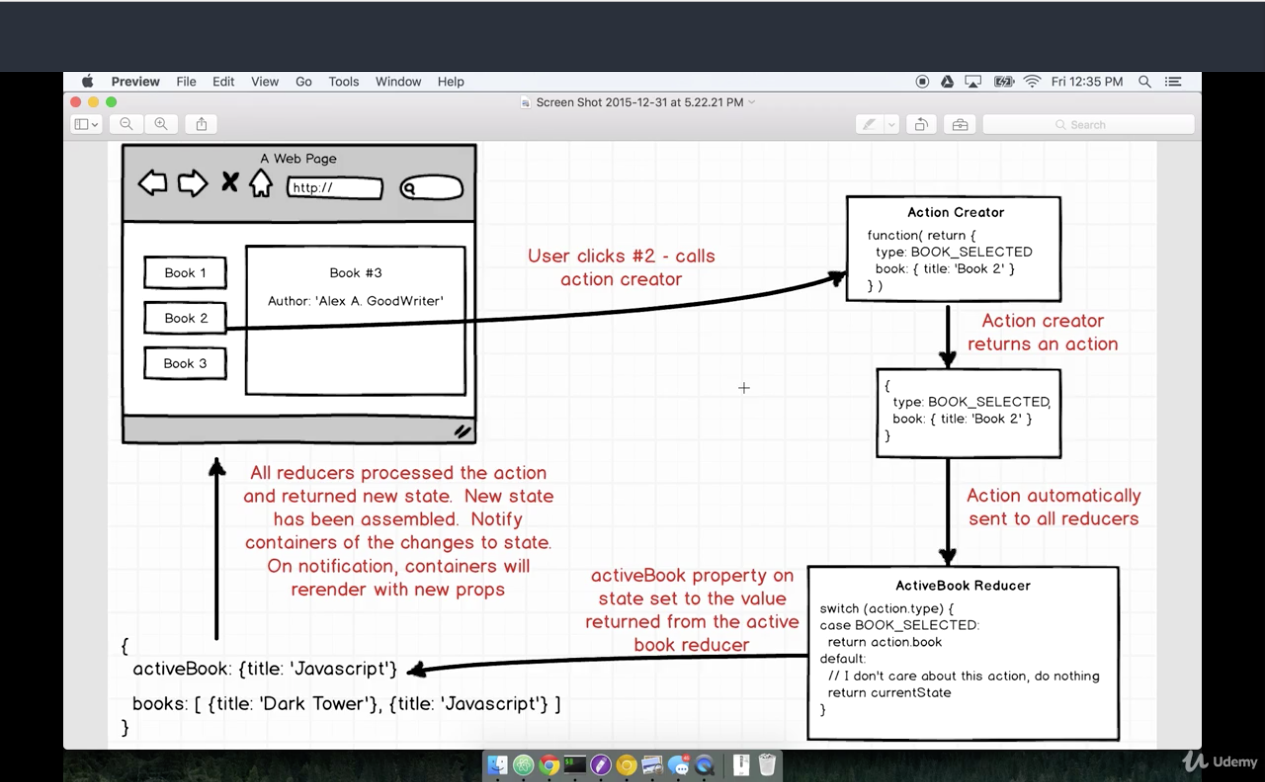 Preview File Edit View Go Tools Window Help
Fri 12:35 PM
Screen Shot 2015-12-31 at 5.22.21 PM
Search
A Web Page
http://
Book 1
Book 2
Book 3
Book #3
Author: 'Alex A. GoodWriter'
User clicks #2 - calls
action creator
Action Creator
function( return {
type: BOOK_SELECTED
book: { title: 'Book 2' }
} )
Action creator
returns an action
{
type: BOOK_SELECTED,
book: { title: 'Book 2' }
}
Action automatically
sent to all reducers
ActiveBook Reducer
switch (action.type) {
case BOOK_SELECTED:
return action.book
default:
// I don't care about this action, do nothing
return currentState
}
activeBook property on
state set to the value
returned from the active
book reducer
All reducers processed the action
and returned new state. New state
has been assembled. Notify
containers of the changes to state.
On notification, containers will
rerender with new props
{
activeBook: {title: 'Javascript'}
books: [ {title: 'Dark Tower'}, {title: 'Javascript'} ]
}
Udemy